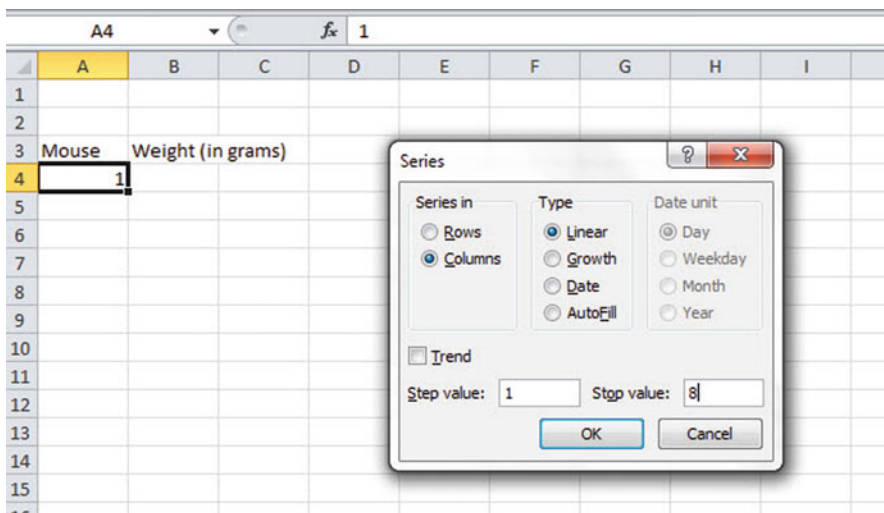 A4 fx 1
A B C D E F G H I
1
2
3 Mouse Weight (in grams)
4 1
5
6
7
8
9
10
11
12
13
14
15
Series
Series in Type Date unit
Rows Linear Day
Columns Growth Weekday
Date Month
AutoFill Year
Trend
Step value: 1 Stop value: 8
OK Cancel